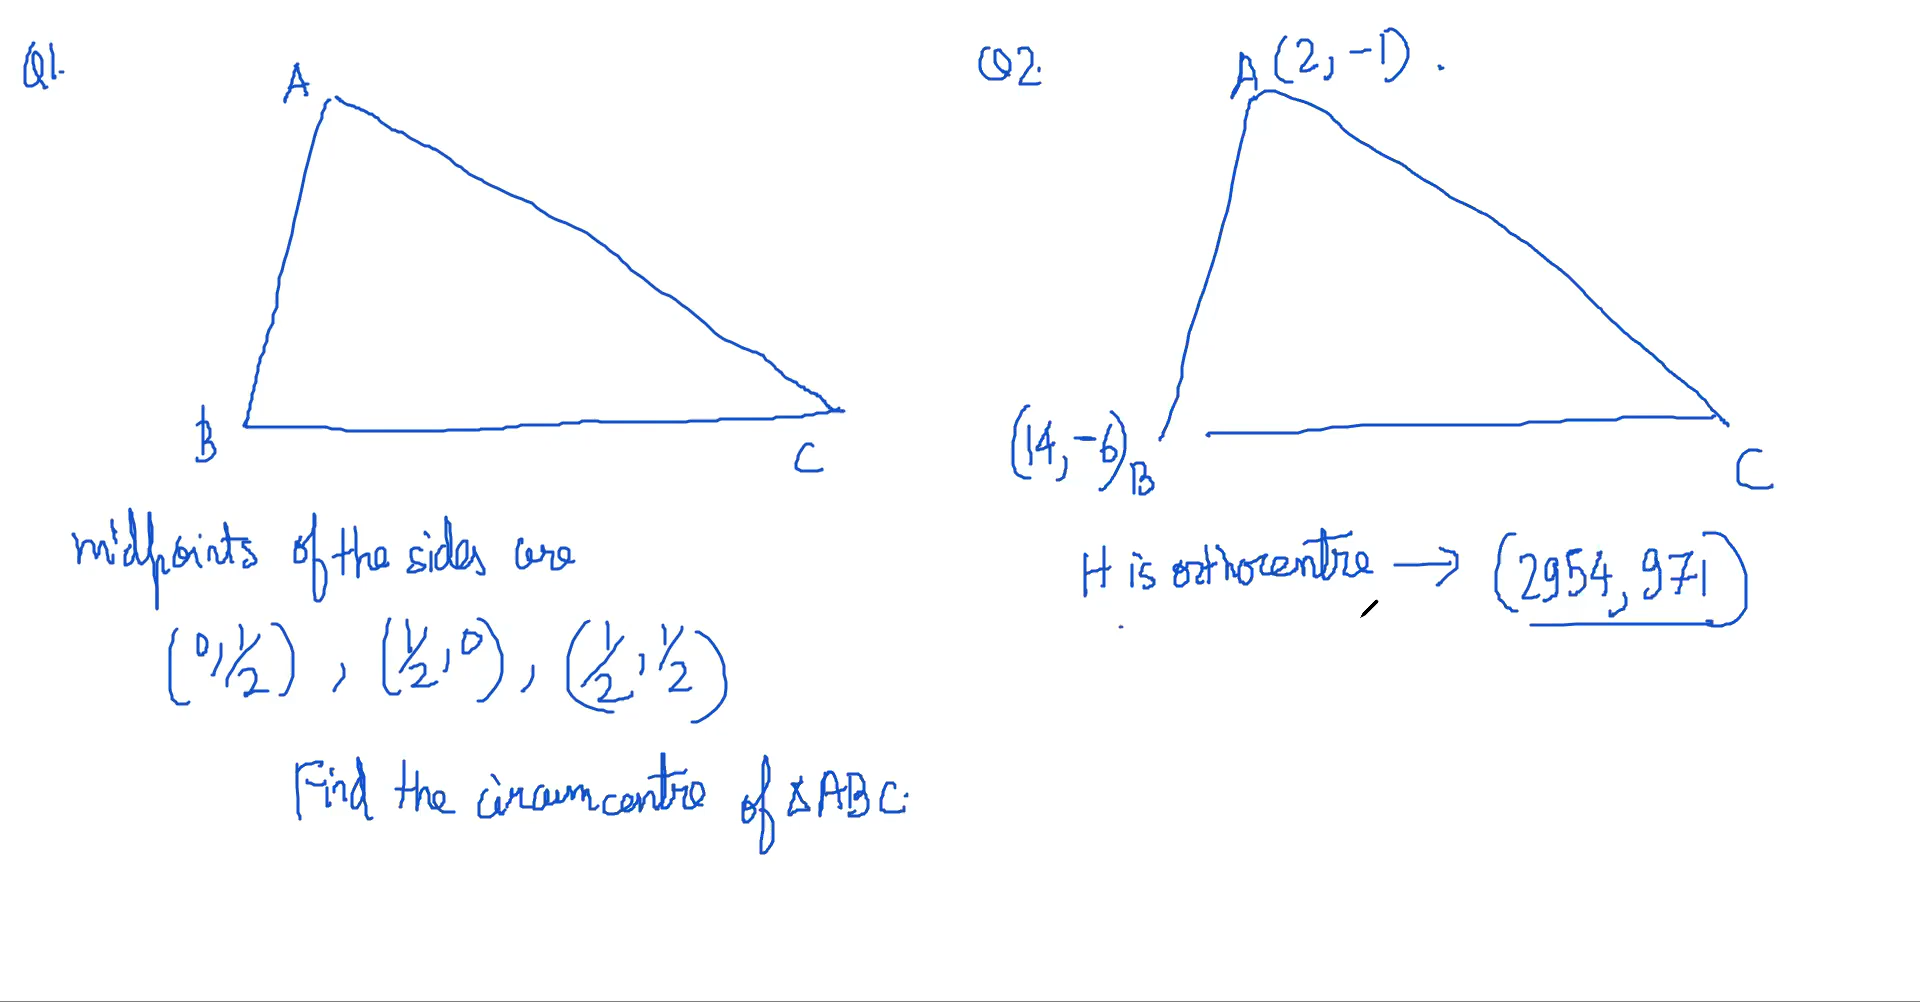 Q1.
A
B
C
midpoints of the sides are
(0, 1/2), (1/2, 0), (1/2, 1/2)
Find the circumcentre of △ABC.
Q2.
A (2, -1).
(14, -6) B
C
H is orthocentre → (2954, 971)